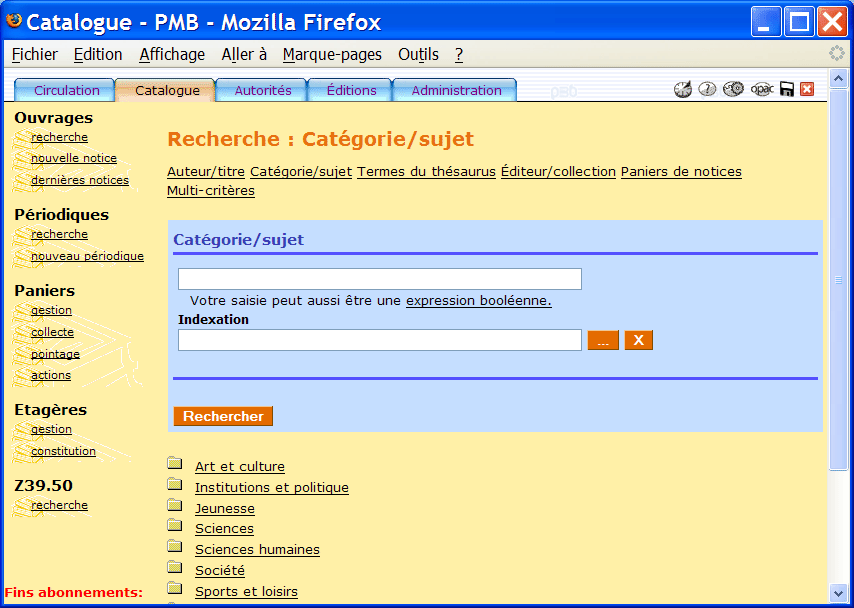 Catalogue - PMB - Mozilla Firefox
Fichier Edition Affichage Aller à Marque-pages Outils ?
Circulation Catalogue Autorités Éditions Administration pmb opac
Ouvrages
recherche
nouvelle notice
dernières notices
Périodiques
recherche
nouveau périodique
Paniers
gestion
collecte
pointage
actions
Etagères
gestion
constitution
Z39.50
recherche
Fins abonnements:
Recherche : Catégorie/sujet
Auteur/titre Catégorie/sujet Termes du thésaurus Éditeur/collection Paniers de notices
Multi-critères
Catégorie/sujet
Votre saisie peut aussi être une expression booléenne.
Indexation
... X
Rechercher
Art et culture
Institutions et politique
Jeunesse
Sciences
Sciences humaines
Société
Sports et loisirs